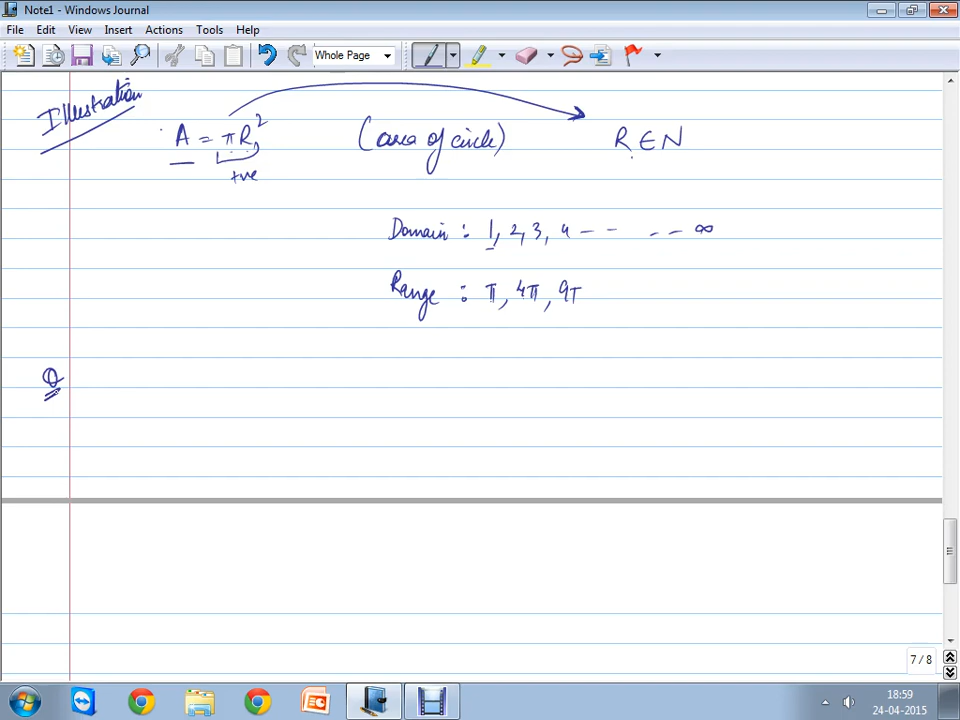 Note1 - Windows Journal
File Edit View Insert Actions Tools Help
Whole Page
Illustration
A = πR² (area of circle) R ∈ N
+ve
Domain : 1, 2, 3, 4 - - - - ∞
Range : π, 4π, 9π
Q
7 / 8
18:59
24-04-2015